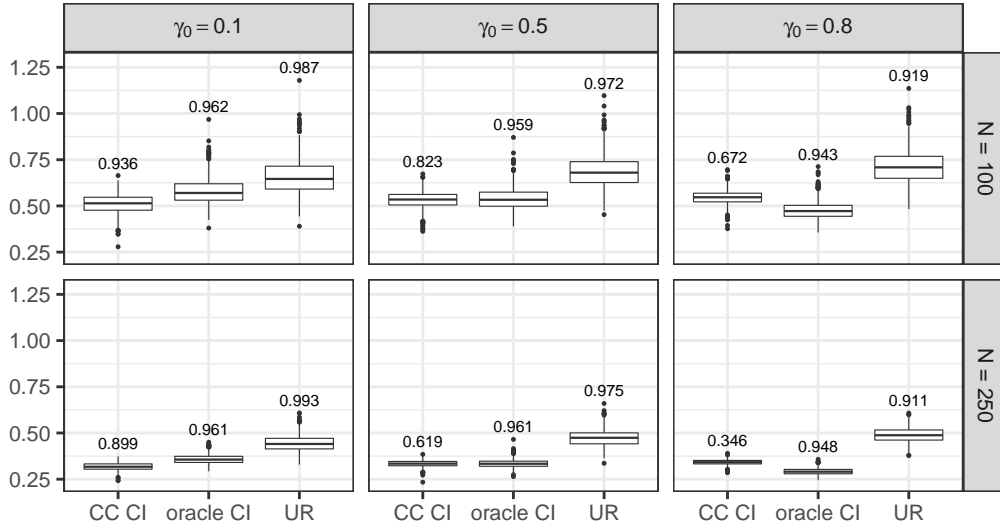 γ₀ = 0.1 γ₀ = 0.5 γ₀ = 0.8
1.25
1.00
0.75
0.50
0.25
0.936 0.962 0.987
0.823 0.959 0.972
0.672 0.943 0.919
N = 100
1.25
1.00
0.75
0.50
0.25
0.899 0.961 0.993
0.619 0.961 0.975
0.346 0.948 0.911
N = 250
CC CI oracle CI UR CC CI oracle CI UR CC CI oracle CI UR